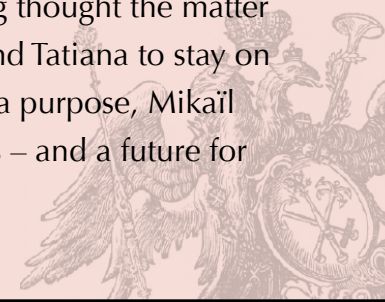 thought the matter
nd Tatiana to stay on
a purpose, Mikaïl
– and a future for